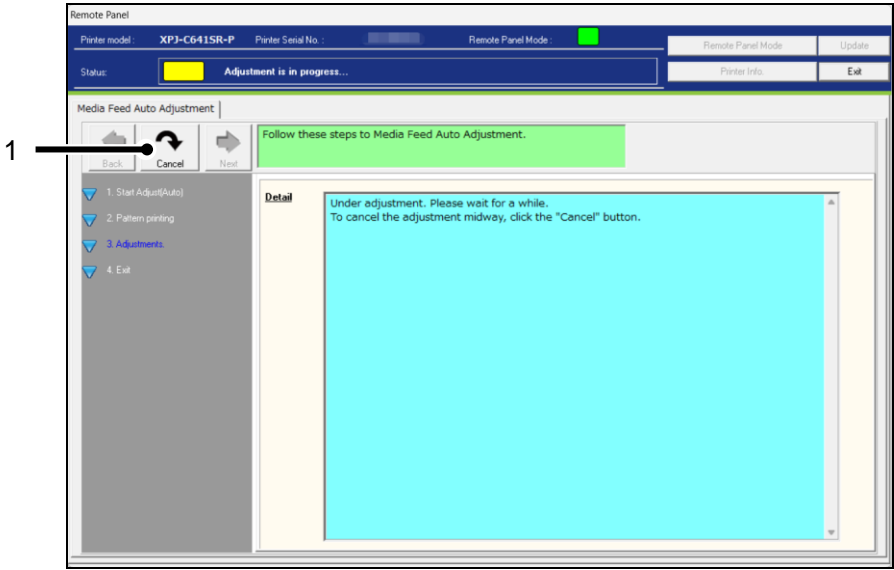 Remote Panel
Printer model : XPJ-C641SR-P Printer Serial No. : Remote Panel Mode :
Remote Panel Mode Update
Status: Adjustment is in progress...
Printer Info. Exit
Media Feed Auto Adjustment
1
Back Cancel Next
Follow these steps to Media Feed Auto Adjustment.
1. Start Adjust(Auto)
2. Pattern printing
3. Adjustments.
4. Exit
Detail
Under adjustment. Please wait for a while.
To cancel the adjustment midway, click the "Cancel" button.